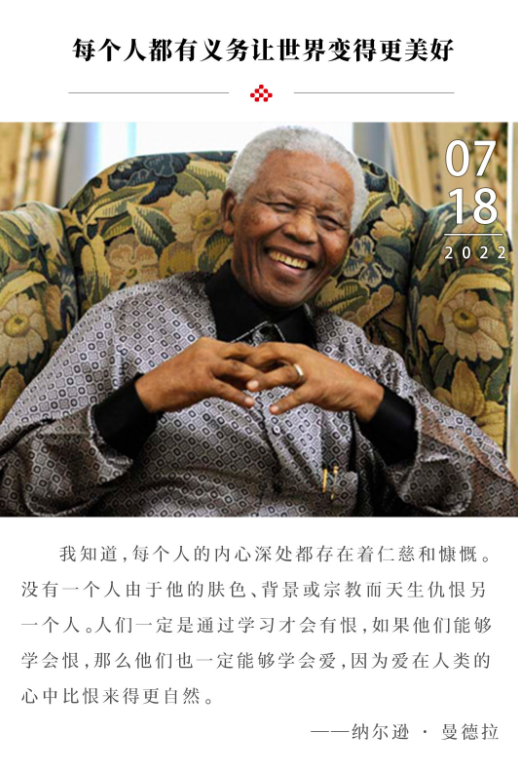 每个人都有义务让世界变得更美好
07
18
2022
我知道，每个人的内心深处都存在着仁慈和慷慨。
没有一个人由于他的肤色、背景或宗教而天生仇恨另
一个人。人们一定是通过学习才会有恨，如果他们能够
学会恨，那么他们也一定能够学会爱，因为爱在人类的
心中比恨来得更自然。
——纳尔逊 · 曼德拉